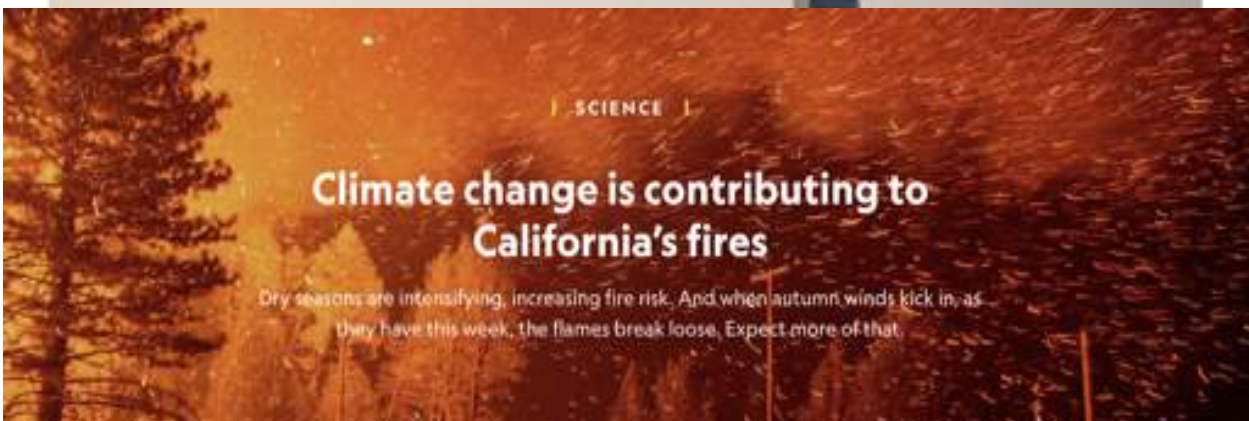 SCIENCE
Climate change is contributing to
California's fires
Dry seasons are intensifying, increasing fire risk. And when autumn winds kick in, as
they have this week, the flames break loose. Expect more of that.